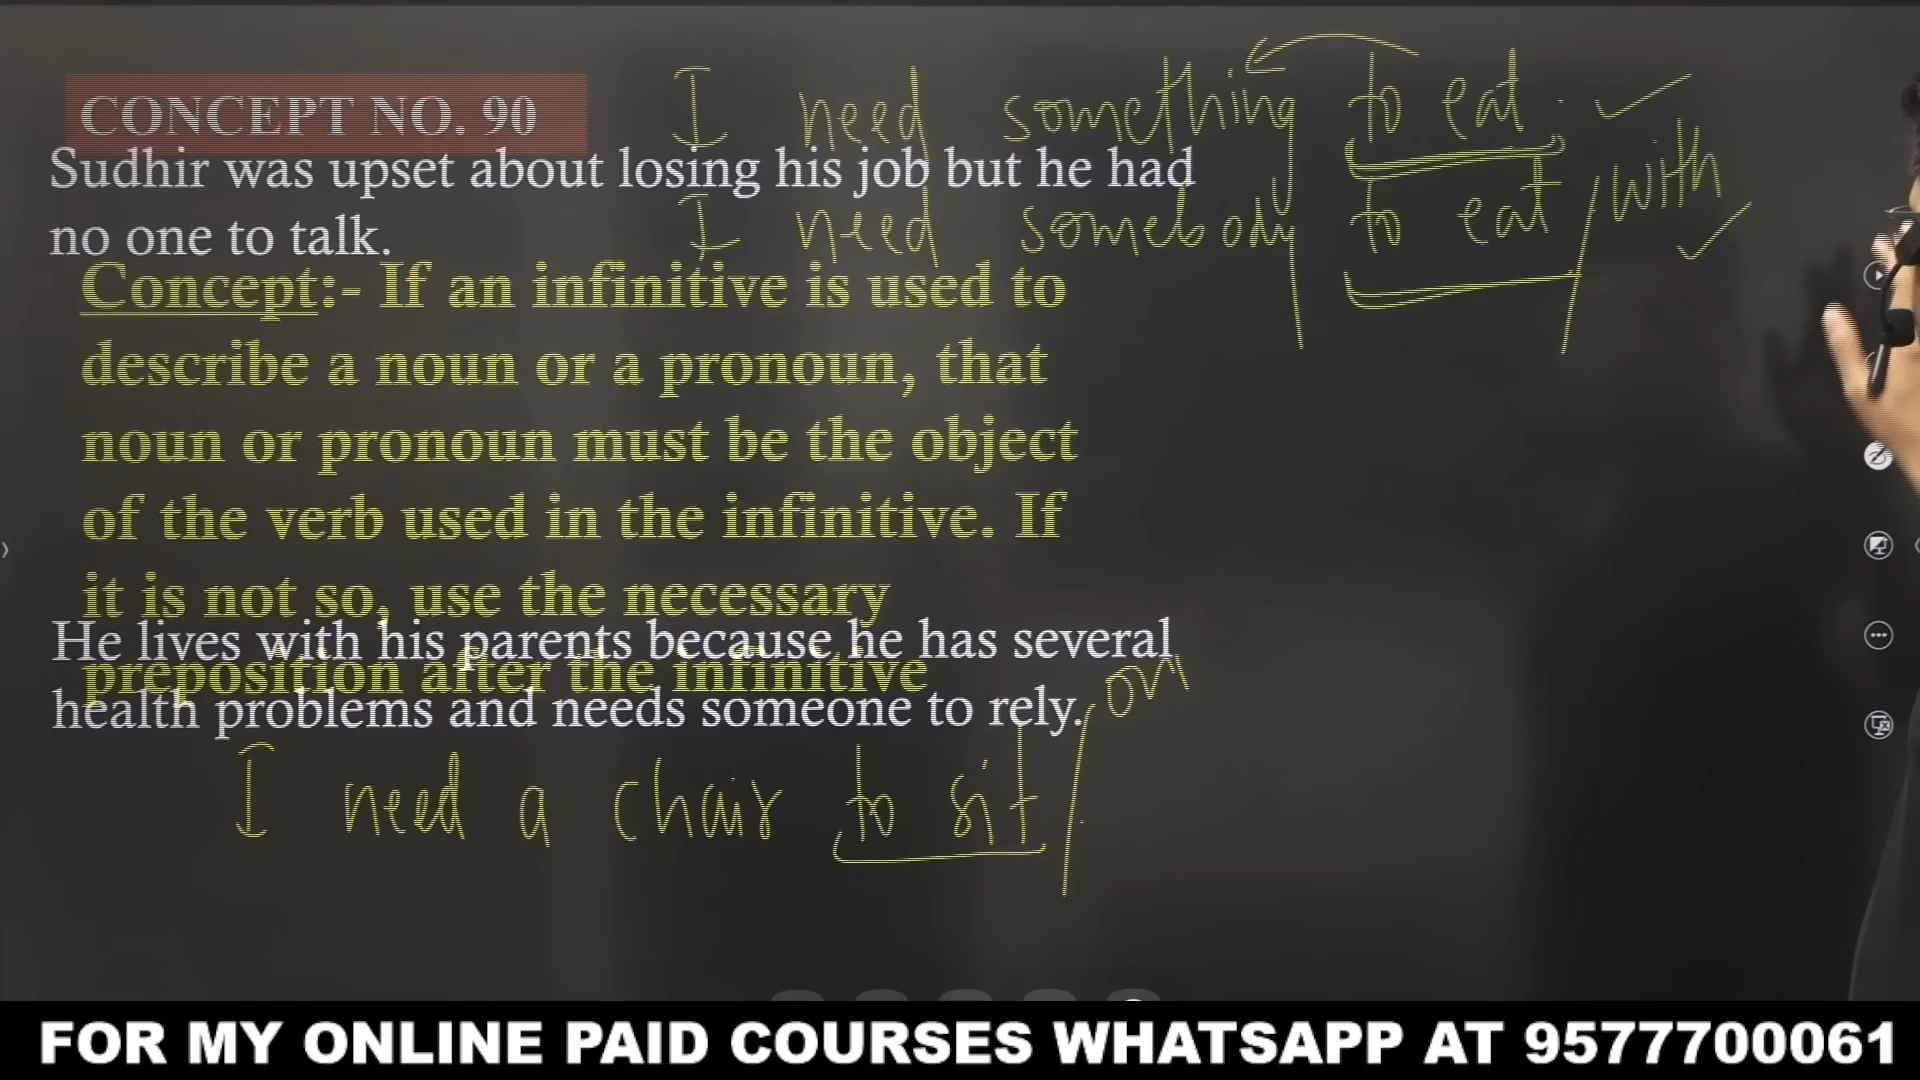 CONCEPT NO. 90
I need something to eat.
Sudhir was upset about losing his job but he had
no one to talk.
I need somebody to eat / with
Concept:- If an infinitive is used to
describe a noun or a pronoun, that
noun or pronoun must be the object
of the verb used in the infinitive. If
it is not so, use the necessary
preposition after the infinitive
He lives with his parents because he has several
health problems and needs someone to rely.
on
I need a chair to sit / .
FOR MY ONLINE PAID COURSES WHATSAPP AT 9577700061